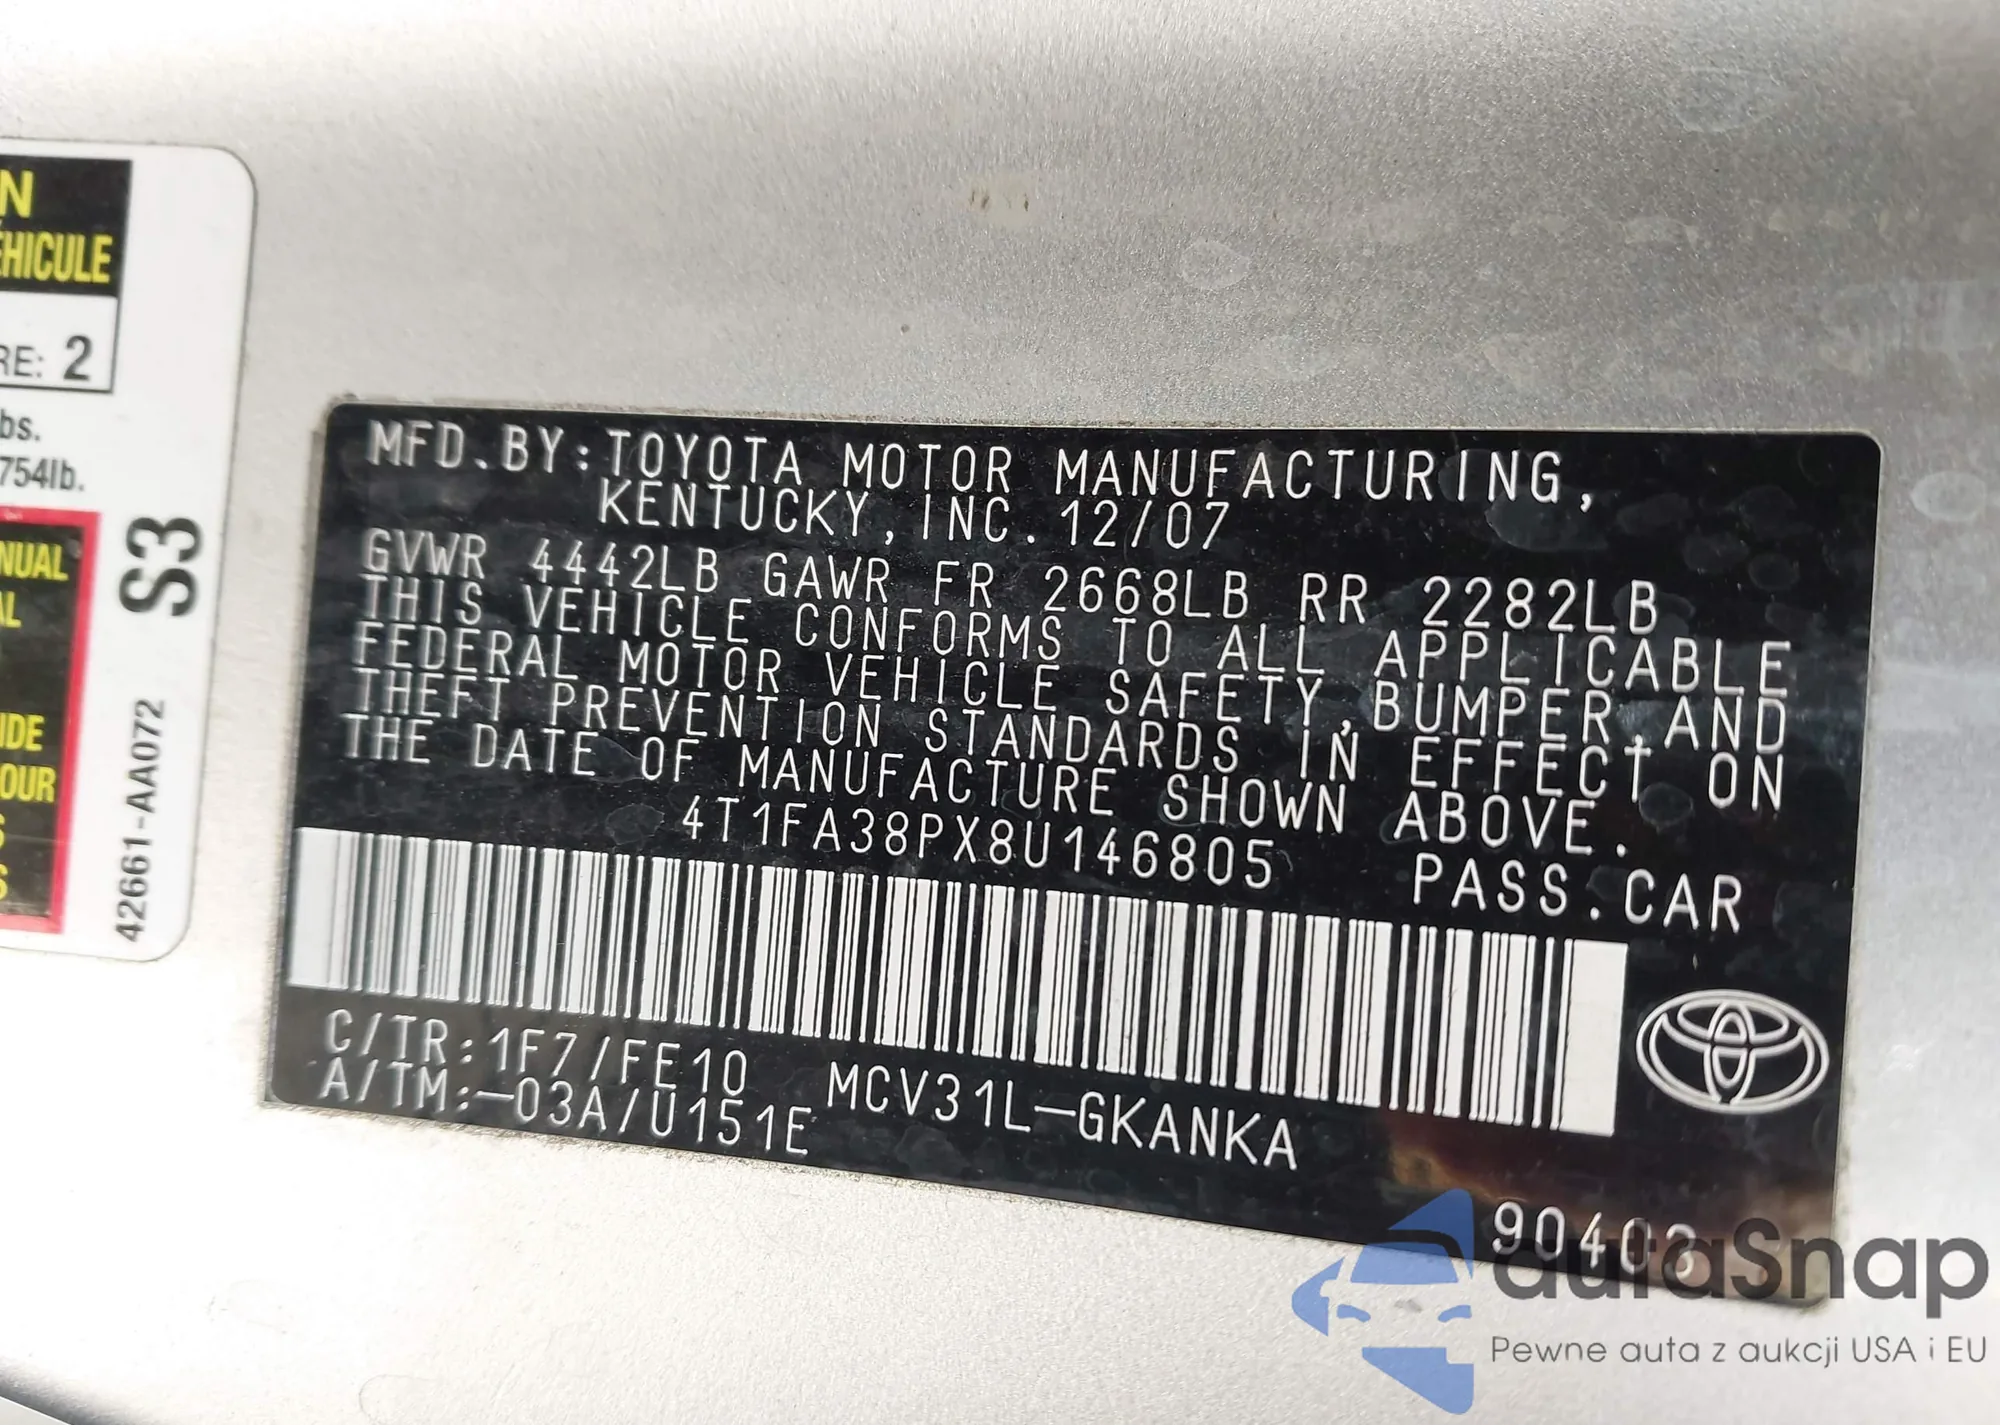 N
ÉHICULE
RE: 2
bs.
754lb.
NUAL
AL
IDE
OUR
S
S
S3
42661-AA072
MFD.BY:TOYOTA MOTOR MANUFACTURING,
KENTUCKY,INC.12/07
GVWR 4442LB GAWR FR 2668LB RR 2282LB
THIS VEHICLE CONFORMS TO ALL APPLICABLE
FEDERAL MOTOR VEHICLE SAFETY,BUMPER,AND
THEFT PREVENTION STANDARDS IN EFFECT ON
THE DATE OF MANUFACTURE SHOWN ABOVE.
4T1FA38PX8U146805 PASS.CAR
C/TR:1F7/FE10 MCV31L-GKANKA
A/TM:-03A/U151E
90403
autaSnap
Pewne auta z aukcji USA i EU